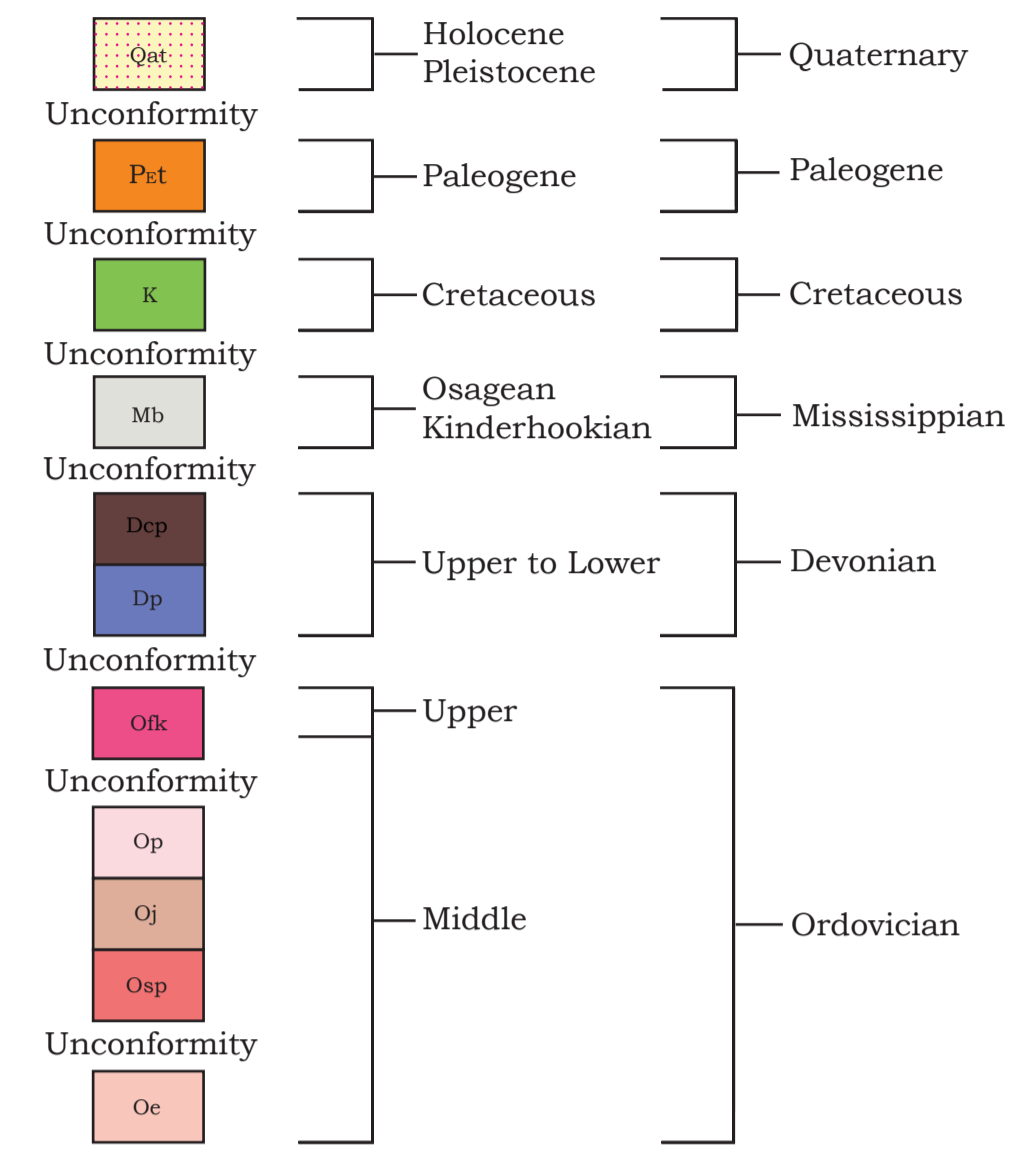 Qat
Holocene
Pleistocene
Quaternary
Unconformity
PEt
Paleogene
Paleogene
Unconformity
K
Cretaceous
Cretaceous
Unconformity
Mb
Osagean
Kinderhookian
Mississippian
Unconformity
Dcp
Dp
Upper to Lower
Devonian
Unconformity
Ofk
Upper
Unconformity
Op
Oj
Osp
Middle
Ordovician
Unconformity
Oe